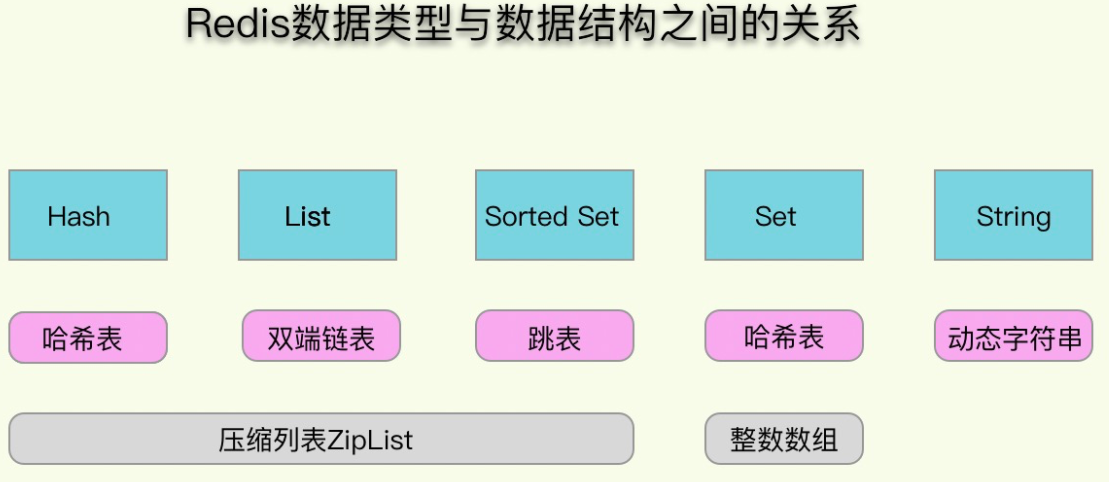 Redis数据类型与数据结构之间的关系
Hash List Sorted Set Set String
哈希表 双端链表 跳表 哈希表 动态字符串
压缩列表ZipList 整数数组